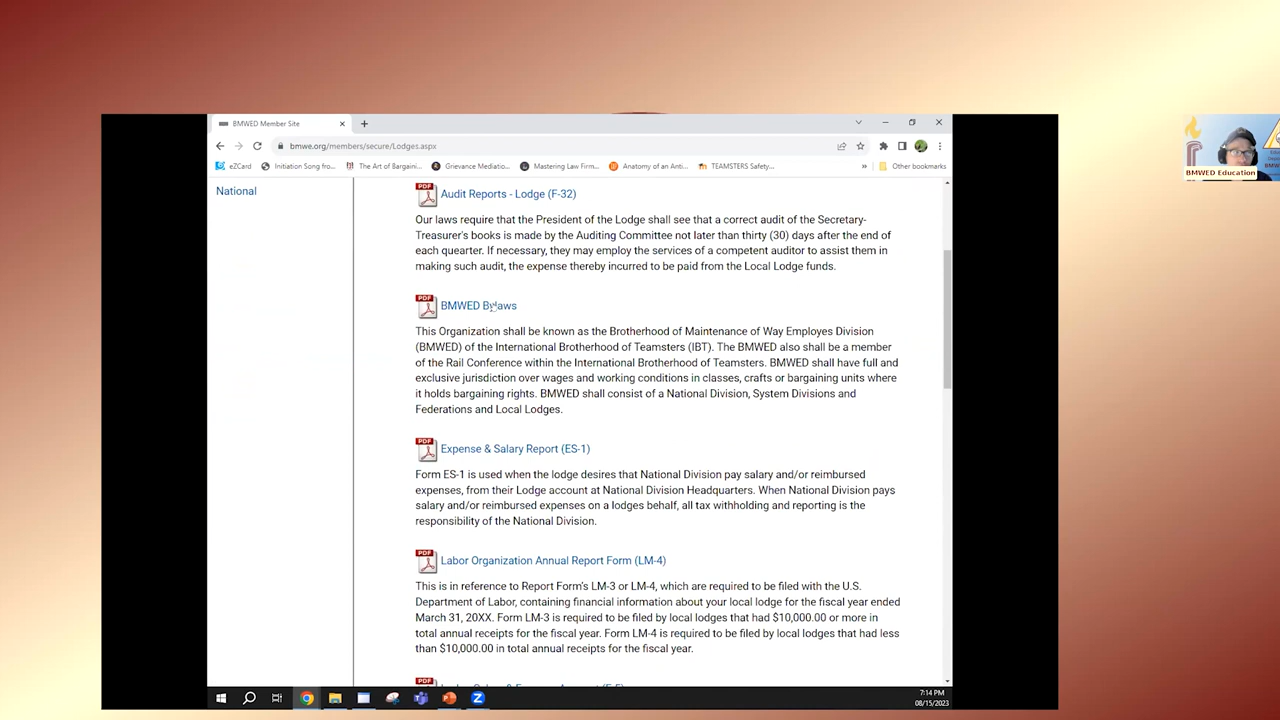 BMWED Member Site
bmwe.org/members/secure/Lodges.aspx
eZCard
Initiation Song from...
The Art of Bargaini...
Grievance Mediatio...
Mastering Law Firm...
Anatomy of an Anti...
TEAMSTERS Safety...
»
Other bookmarks
National
PDF
Audit Reports - Lodge (F-32)
Our laws require that the President of the Lodge shall see that a correct audit of the Secretary-
Treasurer's books is made by the Auditing Committee not later than thirty (30) days after the end of
each quearter. If necessary, they may employ the services of a competent auditor to assist them in
making such audit, the expense thereby incurred to be paid from the Local Lodge funds.
BMWED Education
PDF
BMWED Bylaws
This Organization shall be known as the Brotherhood of Maintenance of Way Employes Division
(BMWED) of the International Brotherhood of Teamsters (IBT). The BMWED also shall be a member
of the Rail Conference within the International Brotherhood of Teamsters. BMWED shall have full and
exclusive jurisdiction over wages and working conditions in classes, crafts or bargaining units where
it holds bargaining rights. BMWED shall consist of a National Division, System Divisions and
Federations and Local Lodges.
PDF
Expense & Salary Report (ES-1)
Form ES-1 is used when the lodge desires that National Division pay salary and/or reimbursed
expenses, from their Lodge account at National Division Headquarters. When National Division pays
salary and/or reimbursed expenses on a lodges behalf, all tax withholding and reporting is the
responsibility of the National Division.
PDF
Labor Organization Annual Report Form (LM-4)
This is in reference to Report Form's LM-3 or LM-4, which are required to be filed with the U.S.
Department of Labor, containing financial information about your local lodge for the fiscal year ended
March 31, 20XX. Form LM-3 is required to be filed by local lodges that had $10,000.00 or more in
total annual receipts for the fiscal year. Form LM-4 is required to be filed by local lodges that had less
than $10,000.00 in total annual receipts for the fiscal year.
7:14 PM
08/15/2023